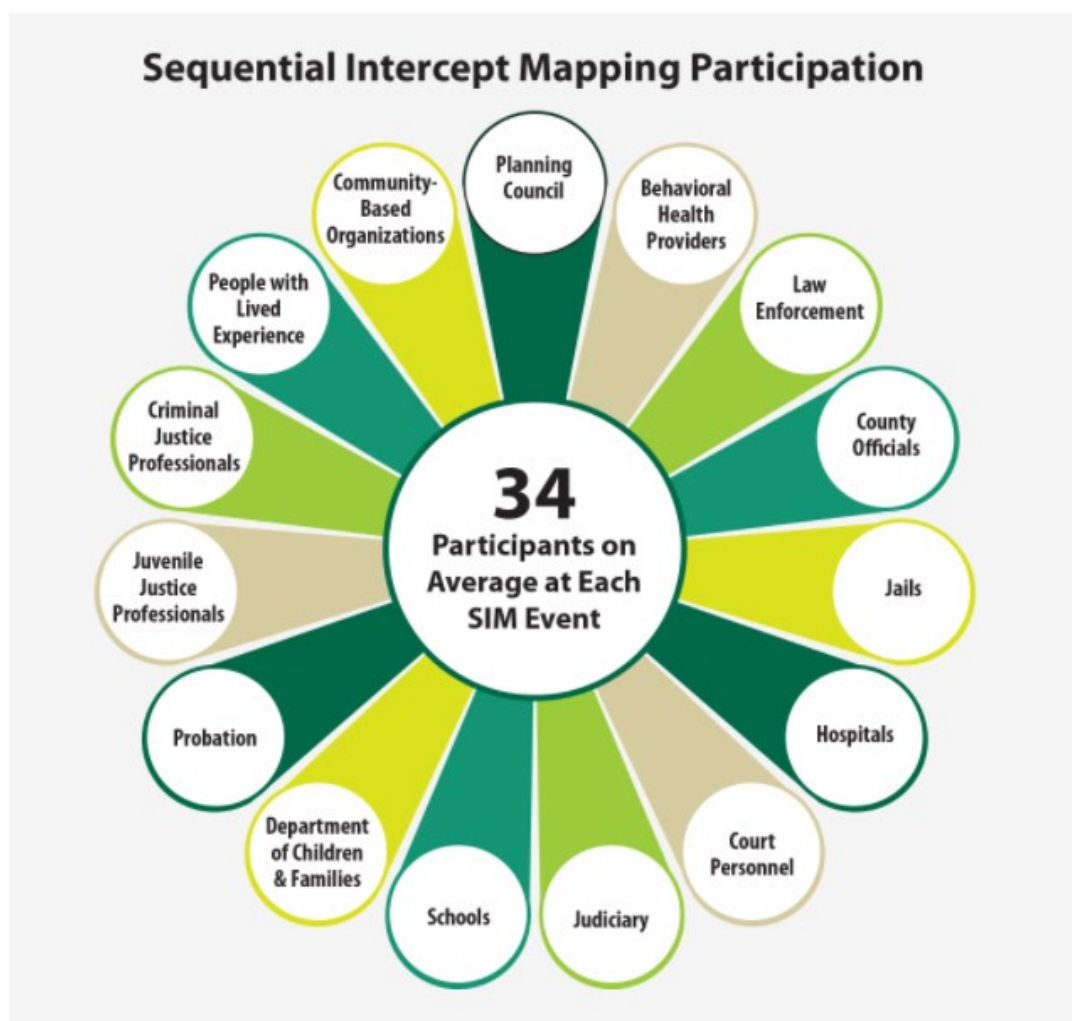 Sequential Intercept Mapping Participation
Planning
Council
Behavioral
Health
Providers
Law
Enforcement
County
Officials
Jails
Hospitals
Court
Personnel
Judiciary
Schools
Department
of Children
& Families
Probation
Juvenile
Justice
Professionals
Criminal
Justice
Professionals
People with
Lived
Experience
Community-
Based
Organizations
34
Participants on
Average at Each
SIM Event